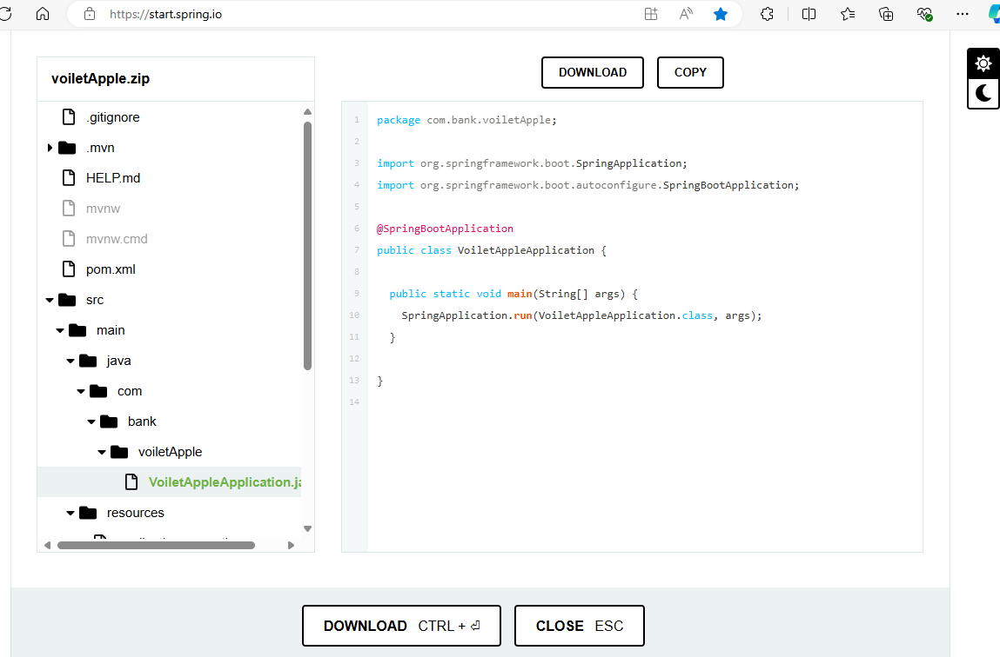 https://start.spring.io
voiletApple.zip
DOWNLOAD
COPY
.gitignore
.mvn
HELP.md
mvnw
mvnw.cmd
pom.xml
src
main
java
com
bank
voiletApple
VoiletAppleApplication.ja
resources
1 package com.bank.voiletApple;
2
3 import org.springframework.boot.SpringApplication;
4 import org.springframework.boot.autoconfigure.SpringBootApplication;
5
6 @SpringBootApplication
7 public class VoiletAppleApplication {
8
9 public static void main(String[] args) {
10 SpringApplication.run(VoiletAppleApplication.class, args);
11 }
12
13 }
14
DOWNLOAD CTRL + ⏎
CLOSE ESC